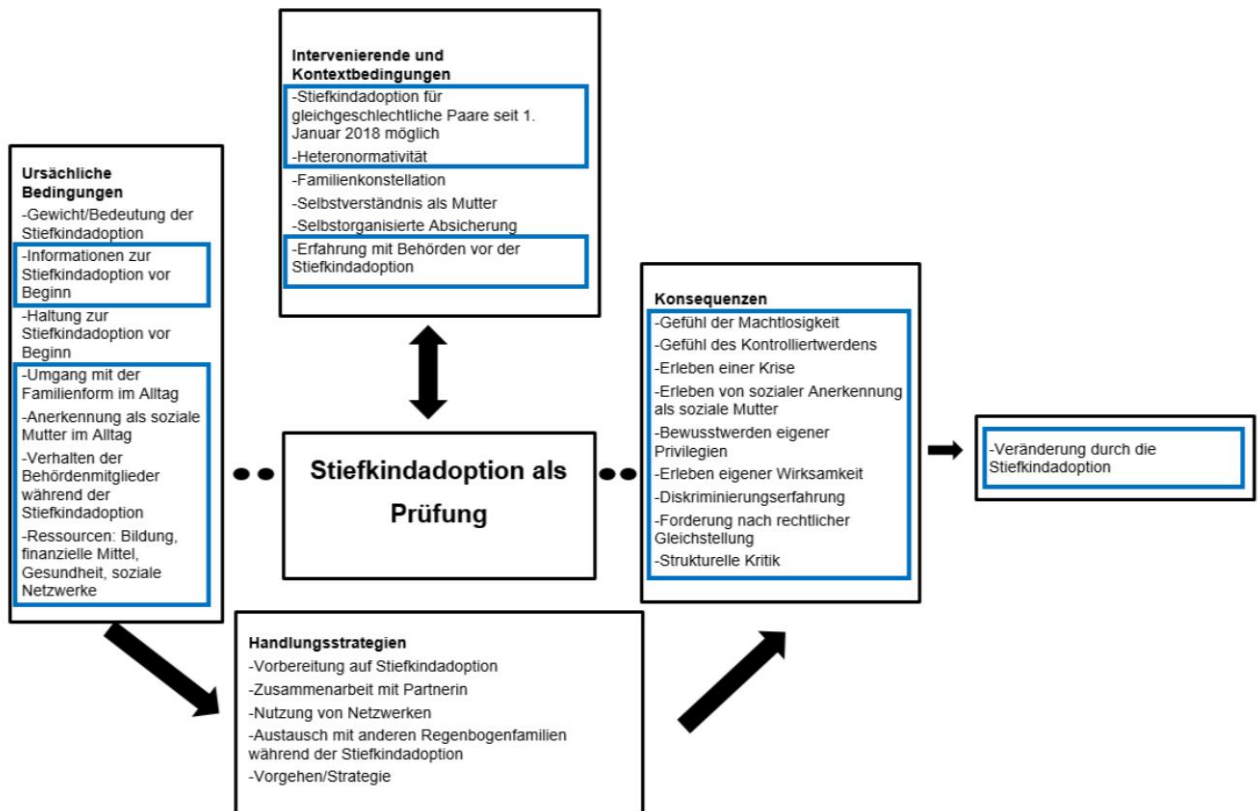 Intervenierende und
Kontextbedingungen
-Stiefkindadoption für
gleichgeschlechtliche Paare seit 1.
Januar 2018 möglich
-Heteronormativität
-Familienkonstellation
-Selbstverständnis als Mutter
-Selbstorganisierte Absicherung
-Erfahrung mit Behörden vor der
Stiefkindadoption
Ursächliche
Bedingungen
-Gewicht/Bedeutung der
Stiefkindadoption
-Informationen zur
Stiefkindadoption vor
Beginn
-Haltung zur
Stiefkindadoption vor
Beginn
-Umgang mit der
Familienform im Alltag
-Anerkennung als soziale
Mutter im Alltag
-Verhalten der
Behördenmitglieder
während der
Stiefkindadoption
-Ressourcen: Bildung,
finanzielle Mittel,
Gesundheit, soziale
Netzwerke
Stiefkindadoption als
Prüfung
Konsequenzen
-Gefühl der Machtlosigkeit
-Gefühl des Kontrolliertwerdens
-Erleben einer Krise
-Erleben von sozialer Anerkennung
als soziale Mutter
-Bewusstwerden eigener
Privilegien
-Erleben eigener Wirksamkeit
-Diskriminierungserfahrung
-Forderung nach rechtlicher
Gleichstellung
-Strukturelle Kritik
-Veränderung durch die
Stiefkindadoption
Handlungsstrategien
-Vorbereitung auf Stiefkindadoption
-Zusammenarbeit mit Partnerin
-Nutzung von Netzwerken
-Austausch mit anderen Regenbogenfamilien
während der Stiefkindadoption
-Vorgehen/Strategie